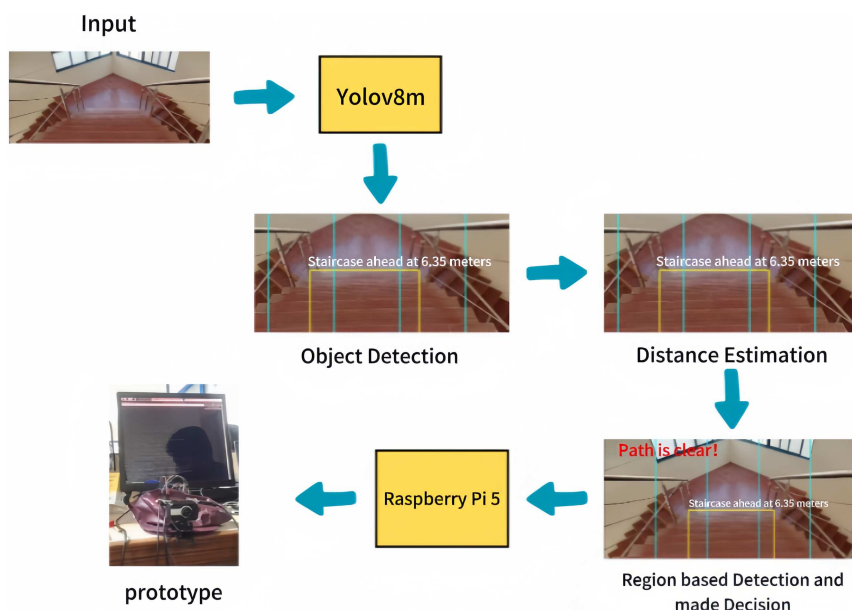 Input
Yolov8m
Staircase ahead at 6.35 meters
Object Detection
Staircase ahead at 6.35 meters
Distance Estimation
Path is clear!
Staircase ahead at 6.35 meters
Region based Detection and
made Decision
Raspberry Pi 5
prototype